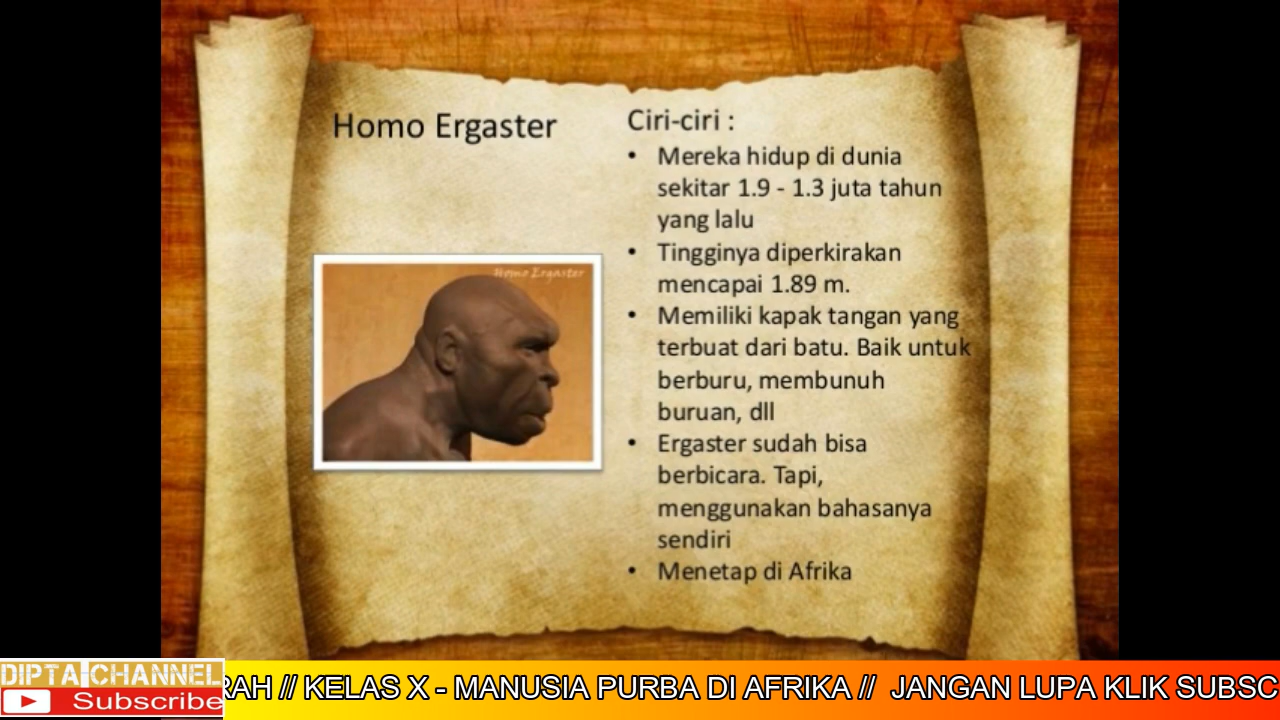 Homo Ergaster
Homo Ergaster
Ciri-ciri :
• Mereka hidup di dunia
sekitar 1.9 - 1.3 juta tahun
yang lalu
• Tingginya diperkirakan
mencapai 1.89 m.
• Memiliki kapak tangan yang
terbuat dari batu. Baik untuk
berburu, membunuh
buruan, dll
• Ergaster sudah bisa
berbicara. Tapi,
menggunakan bahasanya
sendiri
• Menetap di Afrika
DIPTA CHANNEL
Subscribe
RAH // KELAS X - MANUSIA PURBA DI AFRIKA // JANGAN LUPA KLIK SUBSC